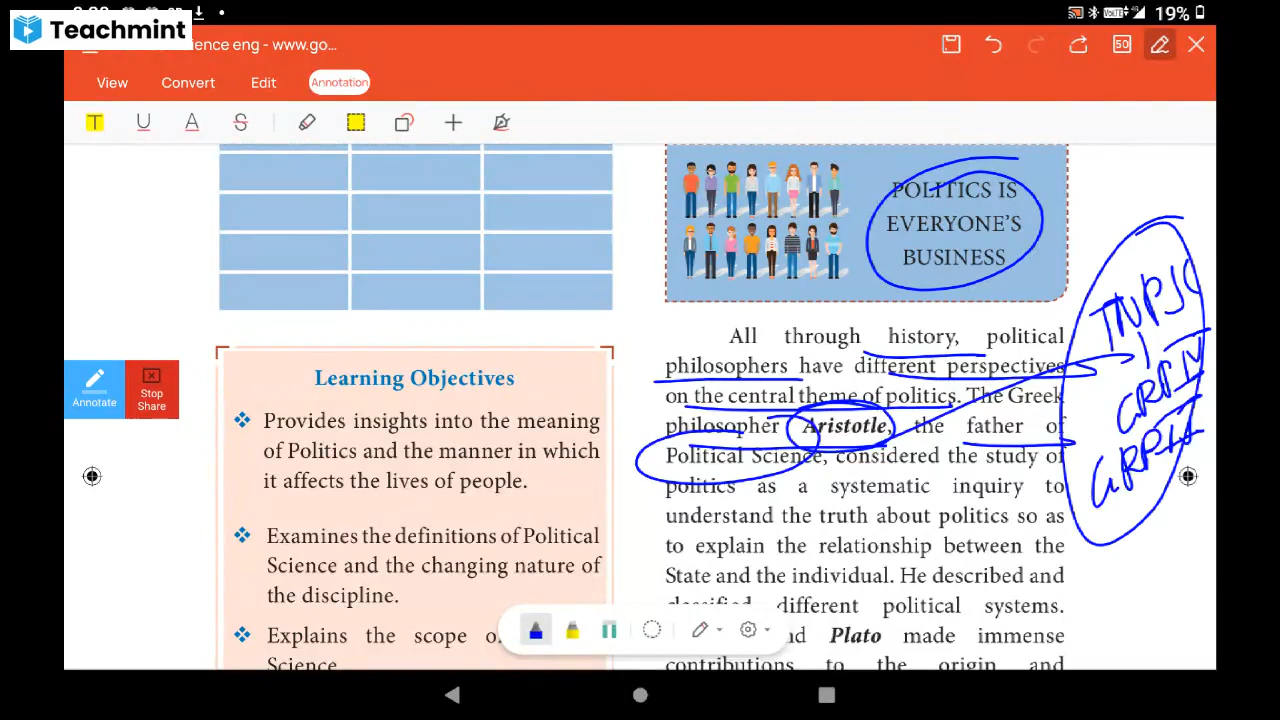 Teachmint
19%
ience eng - www.go...
50
View Convert Edit Annotation
T U A S
POLITICS IS
EVERYONE'S
BUSINESS
Annotate
Stop
Share
Learning Objectives
Provides insights into the meaning
of Politics and the manner in which
it affects the lives of people.
Examines the definitions of Political
Science and the changing nature of
the discipline.
Explains the scope
Science
All through history, political
philosophers have different perspectives
on the central theme of politics. The Greek
philosopher Aristotle, the father of
Political Science, considered the study of
politics as a systematic inquiry to
understand the truth about politics so as
to explain the relationship between the
State and the individual. He described and
classified different political systems.
Plato made immense
contributions to the origin and
TNPSC
GRP IV